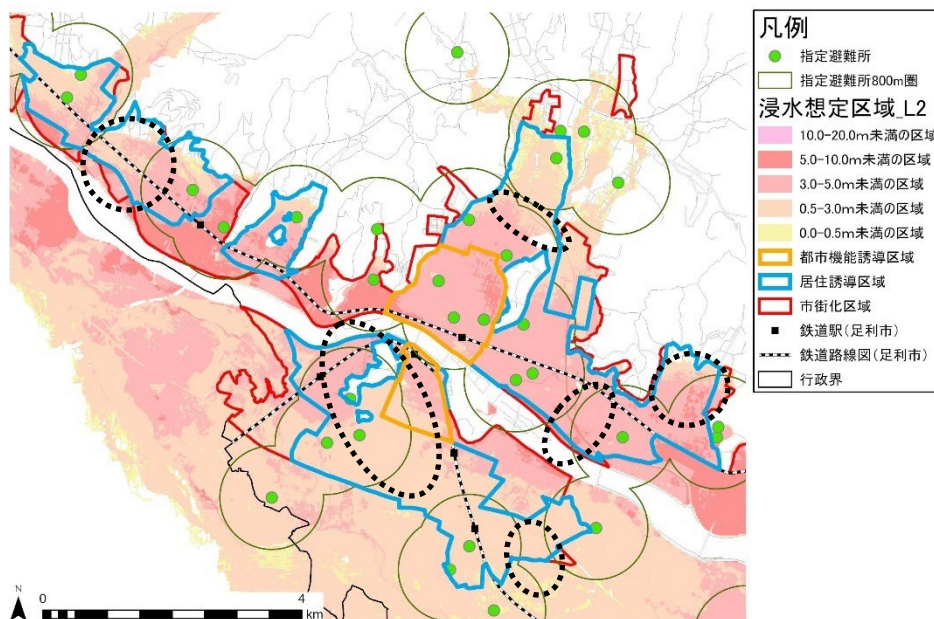 凡例
指定避難所
指定避難所800m圏
浸水想定区域_L2
10.0-20.0m未満の区域
5.0-10.0m未満の区域
3.0-5.0m未満の区域
0.5-3.0m未満の区域
0.0-0.5m未満の区域
都市機能誘導区域
居住誘導区域
市街化区域
鉄道駅(足利市)
鉄道路線図(足利市)
行政界
N
0
4
km